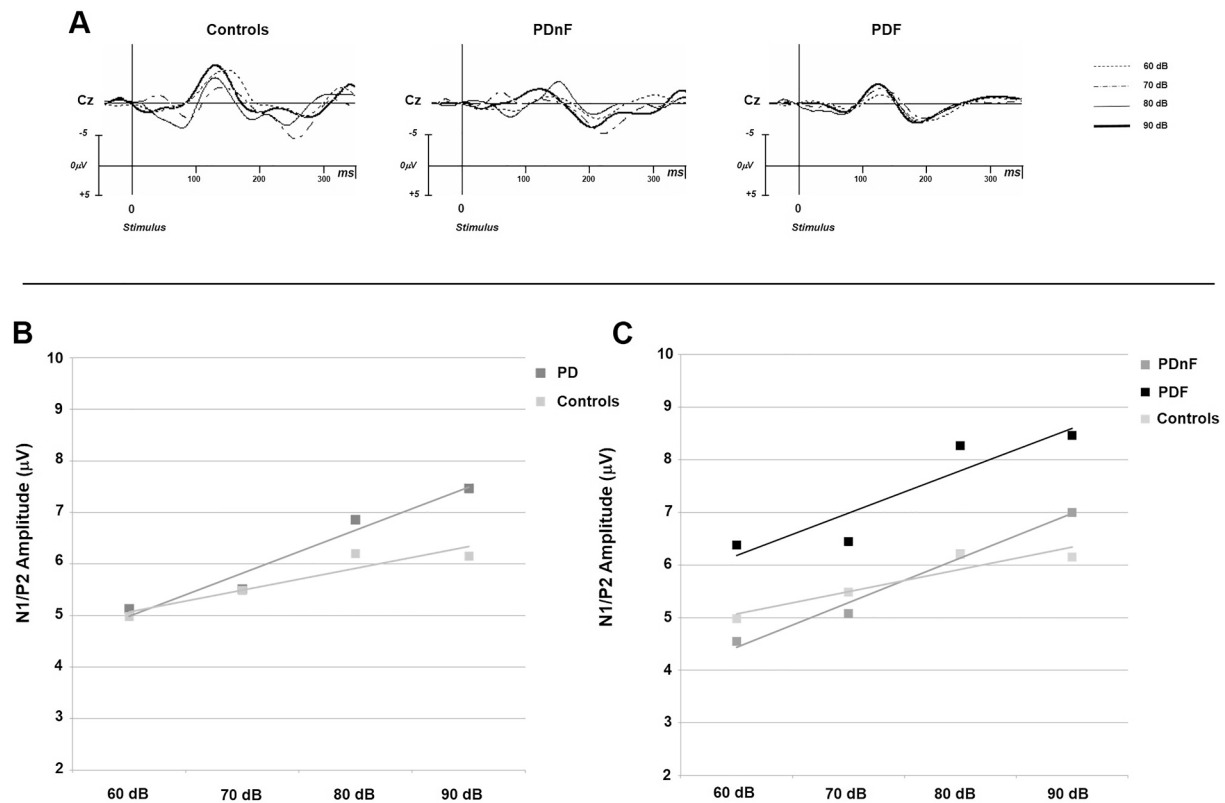 A
Controls
PDnF
PDF
Cz
Cz
Cz
60 dB
70 dB
80 dB
90 dB
-5
0µV
+5
100
200
300
ms
0
Stimulus
-5
0µV
+5
100
200
300
ms
0
Stimulus
-5
0µV
+5
100
200
300
ms
0
Stimulus
B
N1/P2 Amplitude (µV)
10
9
8
7
6
5
4
3
2
60 dB
70 dB
80 dB
90 dB
PD
Controls
C
N1/P2 Amplitude (µV)
10
9
8
7
6
5
4
3
2
60 dB
70 dB
80 dB
90 dB
PDnF
PDF
Controls